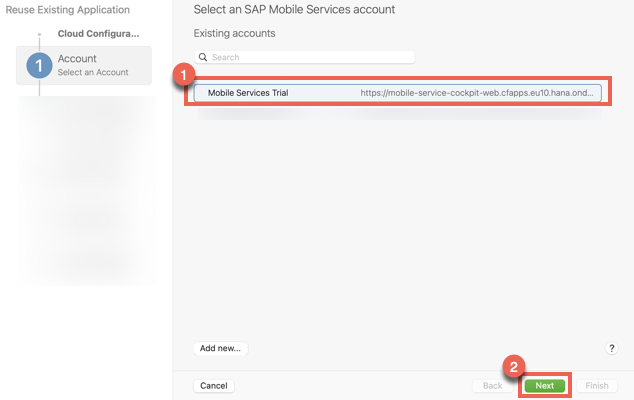 Reuse Existing Application
Cloud Configura...
1
Account
Select an Account
Select an SAP Mobile Services account
Existing accounts
Search
1
Mobile Services Trial https://mobile-service-cockpit-web.cfapps.eu10.hana.ond...
Add new...
?
2
Cancel Back Next Finish